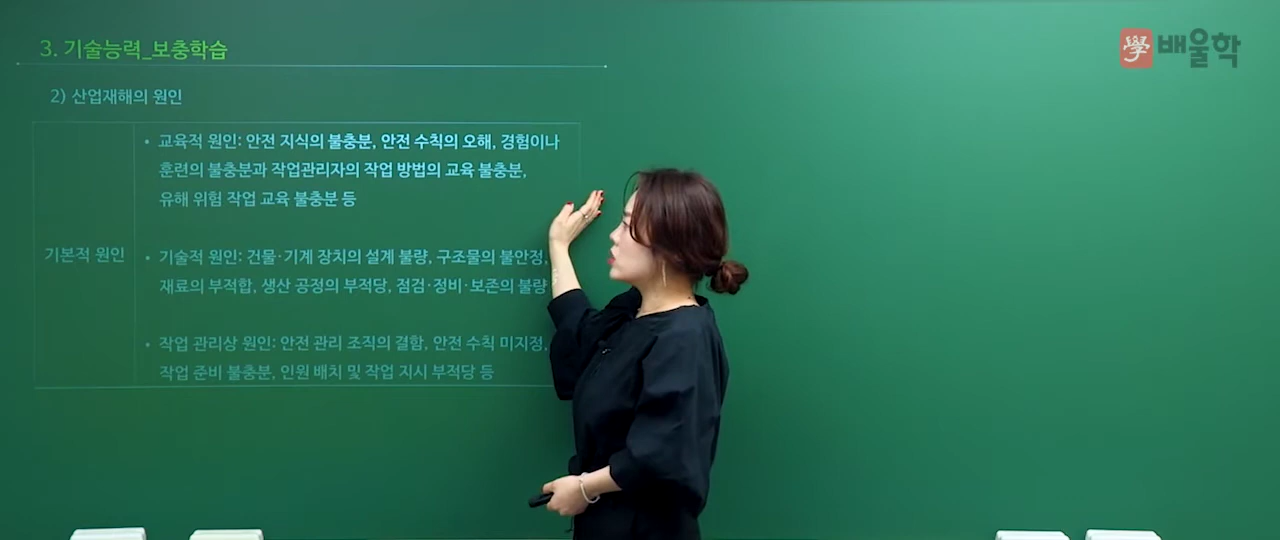 學 배울학
3. 기술능력_보충학습
2) 산업재해의 원인
기본적 원인
• 교육적 원인: 안전 지식의 불충분, 안전 수칙의 오해, 경험이나
훈련의 불충분과 작업관리자의 작업 방법의 교육 불충분,
유해 위험 작업 교육 불충분 등
• 기술적 원인: 건물·기계 장치의 설계 불량, 구조물의 불안정,
재료의 부적합, 생산 공정의 부적당, 점검·정비·보존의 불량
• 작업 관리상 원인: 안전 관리 조직의 결함, 안전 수칙 미지정,
작업 준비 불충분, 인원 배치 및 작업 지시 부적당 등